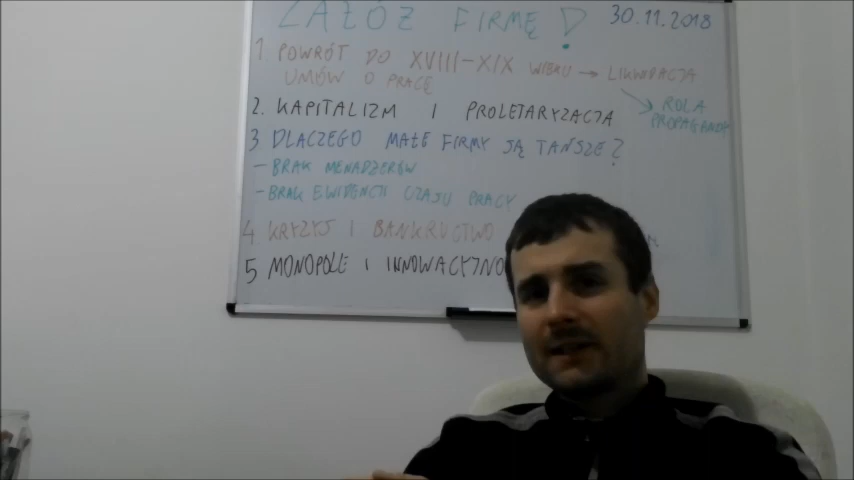 ZAŁÓŻ FIRMĘ! 30.11.2018
1. POWRÓT DO XVIII-XIX WIEKU → LIKWIDACJA
UMÓW O PRACĘ
→ ROLA
PROPAGANDY
2. KAPITALIZM I PROLETARYZACJA
3 DLACZEGO MAŁE FIRMY SĄ TAŃSZE?
- BRAK MENADŻERÓW
- BRAK EWIDENCJI CZASU PRACY
4 KRYZYS I BANKRUCTWO
5 MONOPOLE I INNOWACYJNO